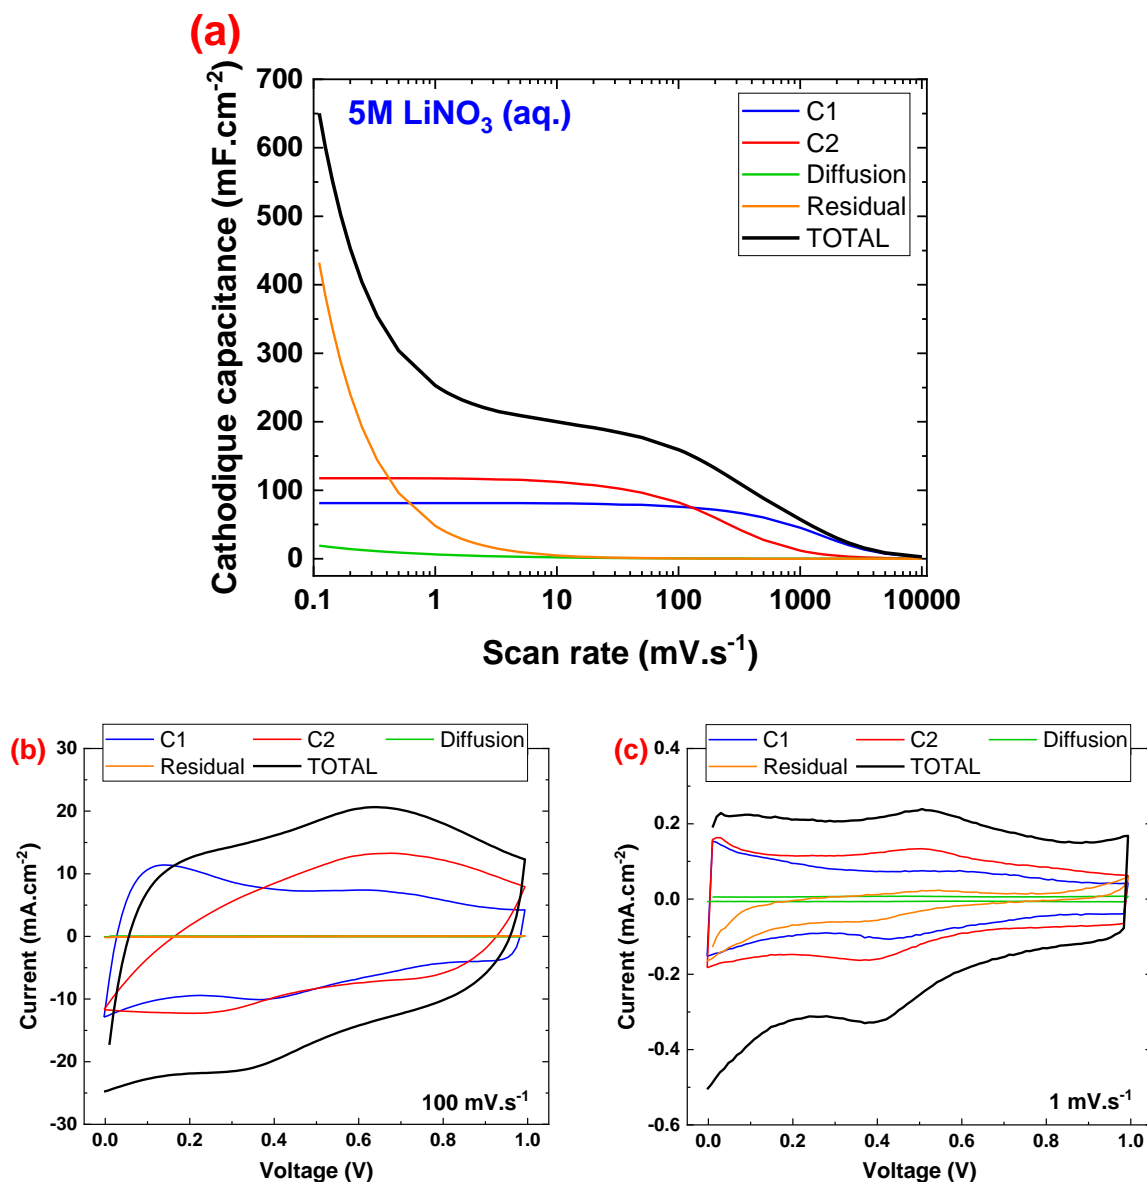 (a)
700
600
500
400
300
200
100
0
Cathodique capacitance (mF.cm⁻²)
5M LiNO₃ (aq.)
C1
C2
Diffusion
Residual
TOTAL
0.1 1 10 100 1000 10000
Scan rate (mV.s⁻¹)
(b)
C1 C2 Diffusion
Residual TOTAL
30
20
10
0
-10
-20
-30
Current (mA.cm⁻²)
100 mV.s⁻¹
0.0 0.2 0.4 0.6 0.8 1.0
Voltage (V)
(c)
C1 C2 Diffusion
Residual TOTAL
0.4
0.2
0.0
-0.2
-0.4
-0.6
Current (mA.cm⁻²)
1 mV.s⁻¹
0.0 0.2 0.4 0.6 0.8 1.0
Voltage (V)